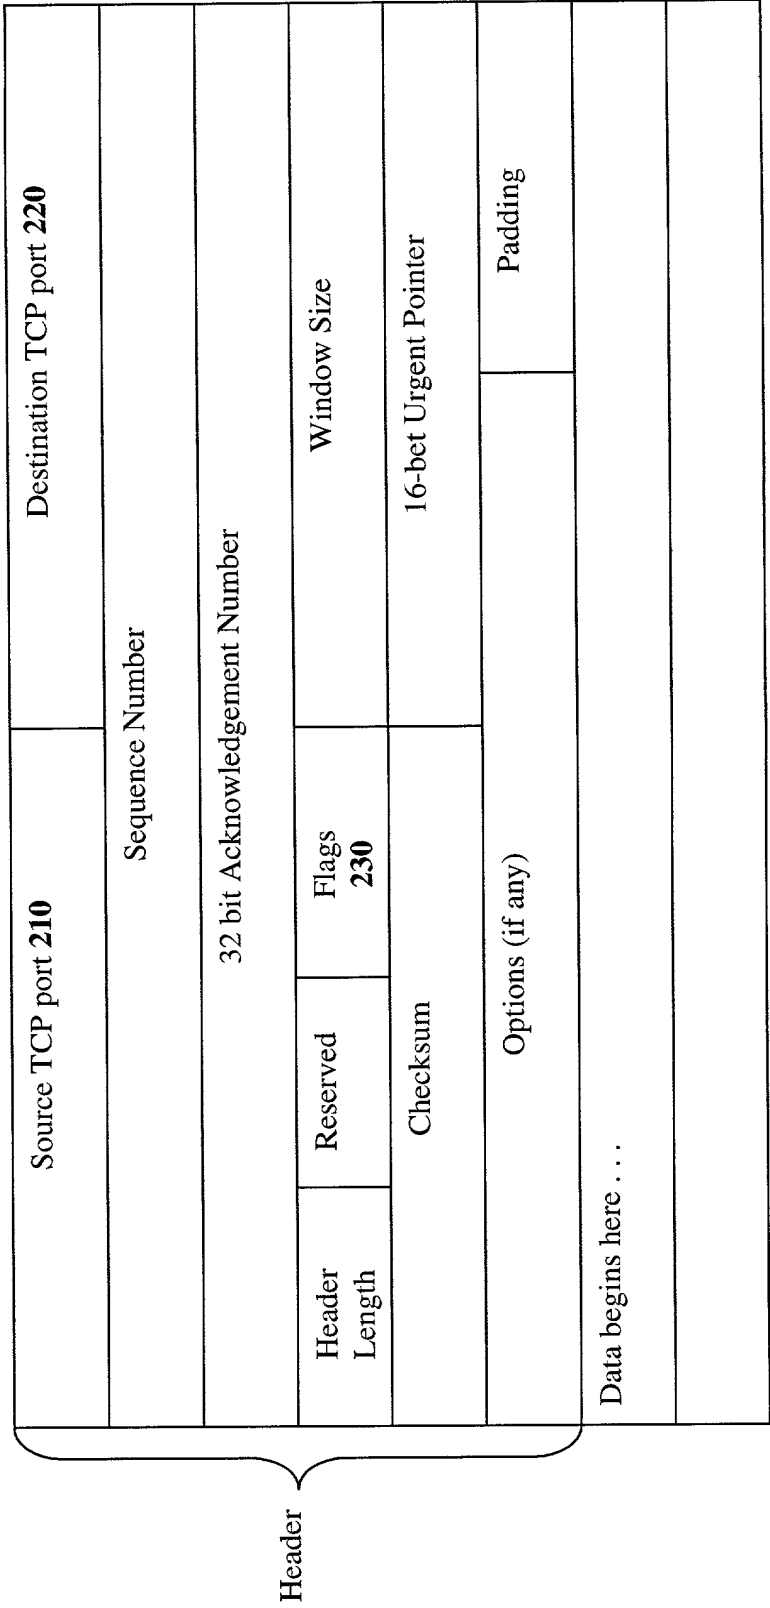 Source TCP port 210
Destination TCP port 220
Sequence Number
32 bit Acknowledgement Number
Header
Length
Reserved
Flags
230
Window Size
Checksum
16-bet Urgent Pointer
Options (if any)
Padding
Data begins here . . .
Header